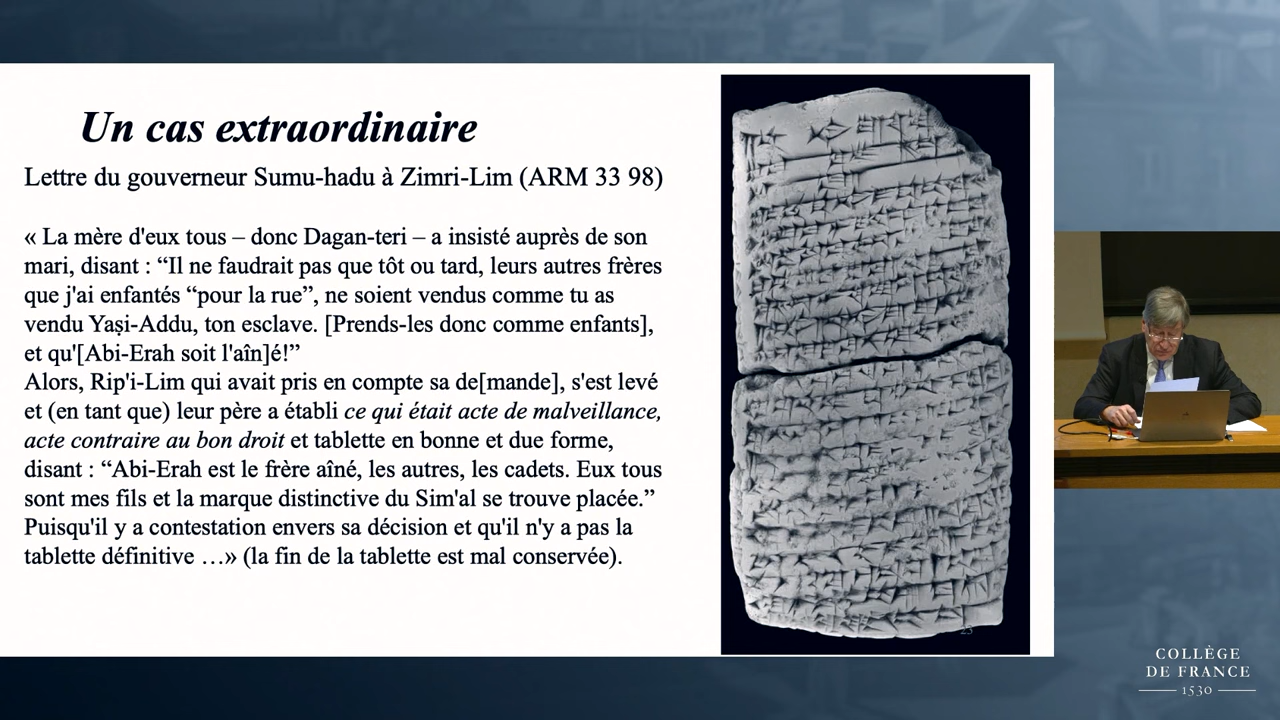 Un cas extraordinaire
Lettre du gouverneur Sumu-hadu à Zimri-Lim (ARM 33 98)
« La mère d'eux tous – donc Dagan-teri – a insisté auprès de son
mari, disant : “Il ne faudrait pas que tôt ou tard, leurs autres frères
que j'ai enfantés “pour la rue”, ne soient vendus comme tu as
vendu Yaṣi-Addu, ton esclave. [Prends-les donc comme enfants],
et qu'[Abi-Erah soit l'aîn]é!”
Alors, Rip'i-Lim qui avait pris en compte sa de[mande], s'est levé
et (en tant que) leur père a établi ce qui était acte de malveillance,
acte contraire au bon droit et tablette en bonne et due forme,
disant : “Abi-Erah est le frère aîné, les autres, les cadets. Eux tous
sont mes fils et la marque distinctive du Sim'al se trouve placée.”
Puisqu'il y a contestation envers sa décision et qu'il n'y a pas la
tablette définitive …» (la fin de la tablette est mal conservée).
23
COLLÈGE
DE FRANCE
1530